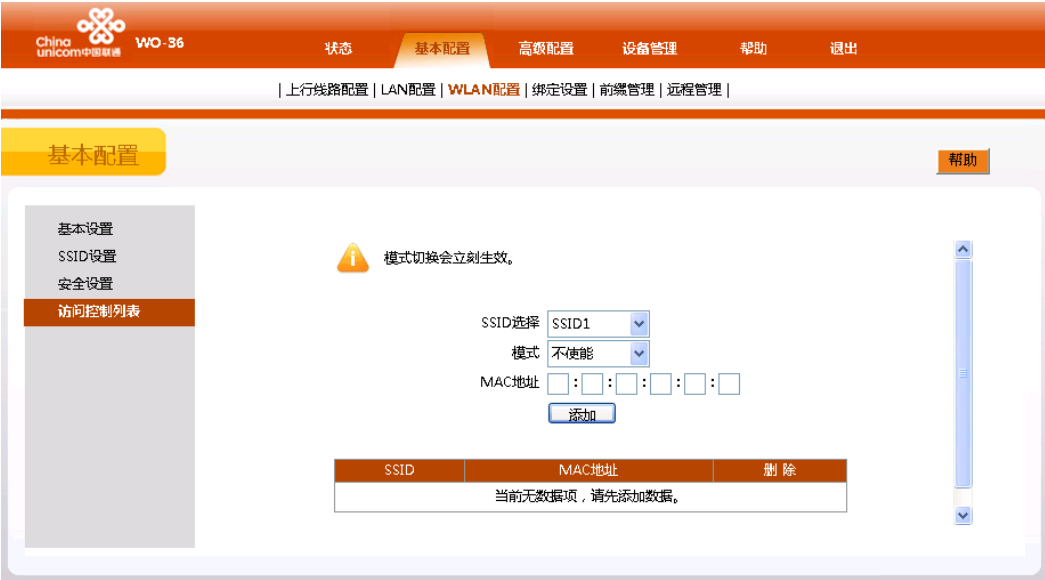 China
unicom中国联通
WO-36
状态 基本配置 高级配置 设备管理 帮助 退出
| 上行线路配置 | LAN配置 | WLAN配置 | 绑定设置 | 前缀管理 | 远程管理 |
基本配置
帮助
基本设置
SSID设置
安全设置
访问控制列表
模式切换会立刻生效。
SSID选择 SSID1
模式 不使能
MAC地址 : : : : :
添加
SSID MAC地址 删 除
当前无数据项，请先添加数据。